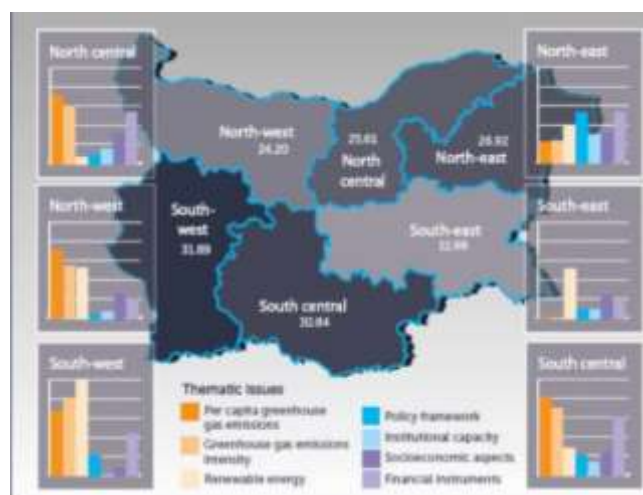 North central
North-east
North-west
24.20
25.61
North
central
26.92
North-east
North-west
South-
west
31.89
South-east
South-east
South central
30.84
South-west
South central
Thematic Issues
Per capita greenhouse
gas emissions
Greenhouse gas emissions
intensity
Renewable energy
Policy framework
Institutional capacity
Socioeconomic aspects
Financial Instruments